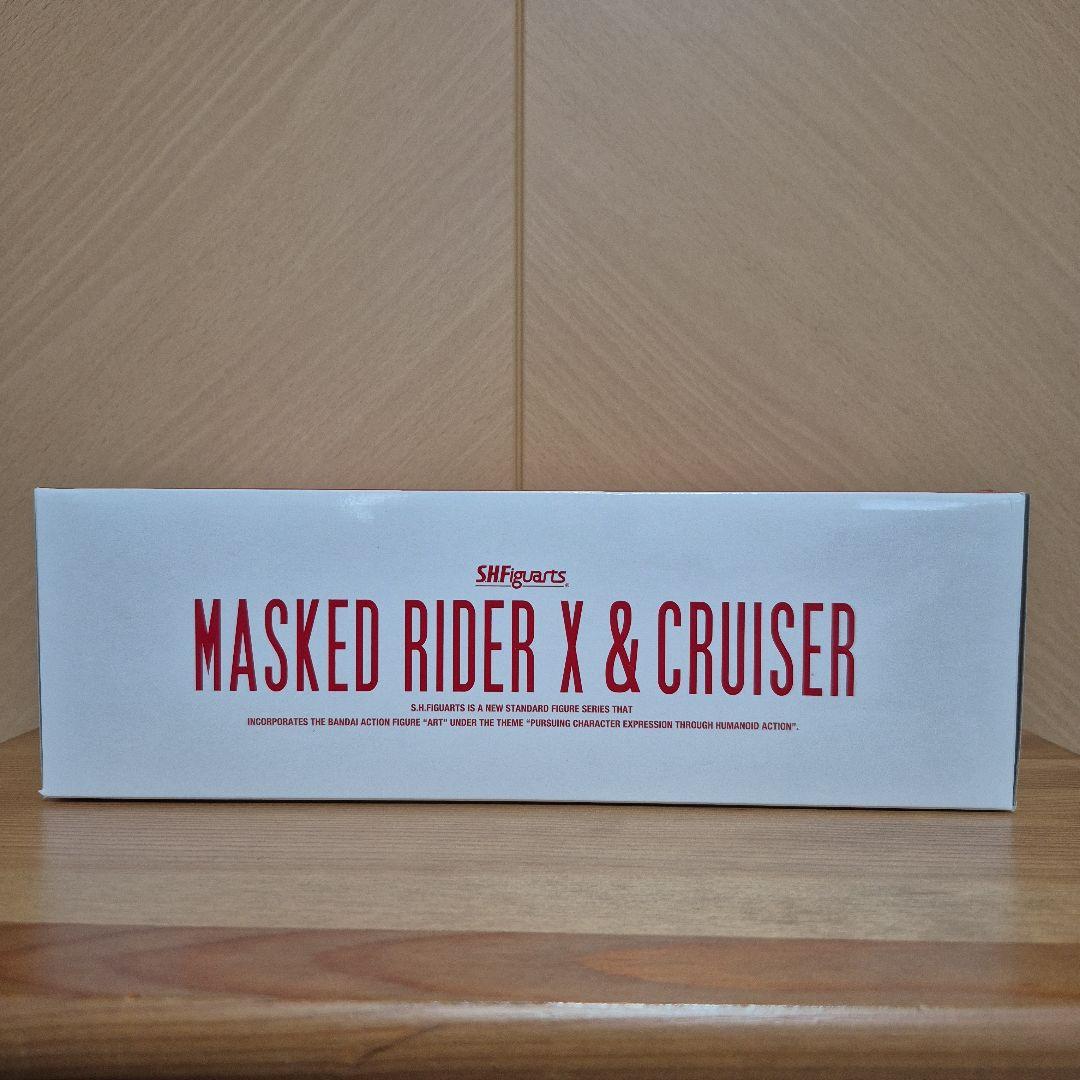 S.H.Figuarts
MASKED RIDER X & CRUISER
S.H.FIGUARTS IS A NEW STANDARD FIGURE SERIES THAT
INCORPORATES THE BANDAI ACTION FIGURE “ART” UNDER THE THEME “PURSUING CHARACTER EXPRESSION THROUGH HUMANOID ACTION”.